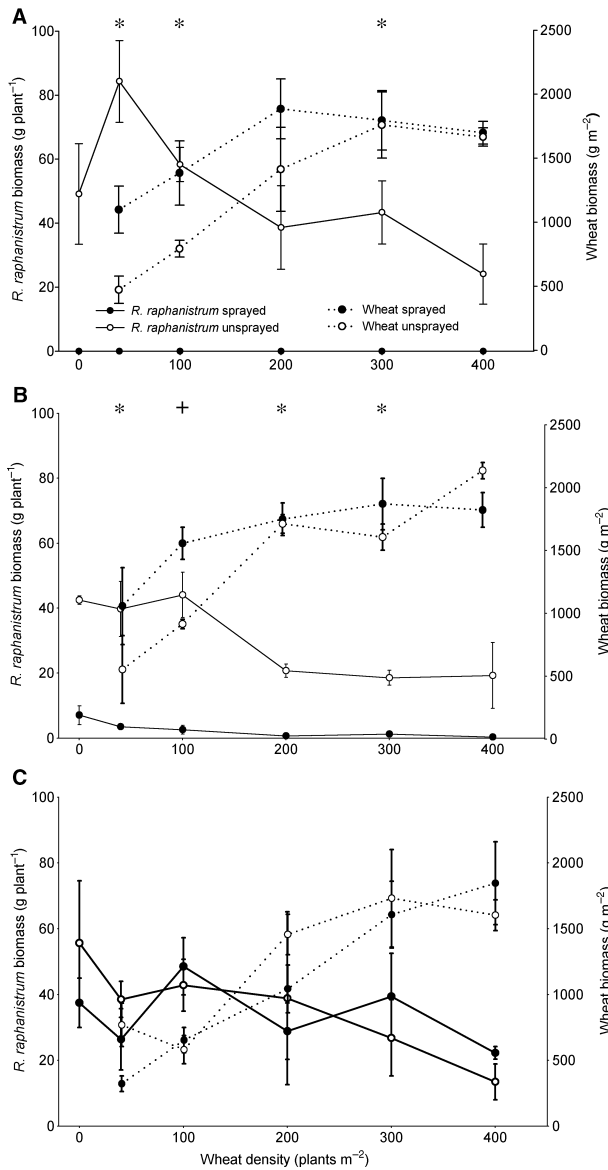 A
* * *
100
80
60
40
20
0
R. raphanistrum biomass (g plant⁻¹)
2500
2000
1500
1000
500
0
Wheat biomass (g m⁻²)
R. raphanistrum sprayed
R. raphanistrum unsprayed
Wheat sprayed
Wheat unsprayed
0 100 200 300 400
B
* + * *
100
80
60
40
20
0
R. raphanistrum biomass (g plant⁻¹)
2500
2000
1500
1000
500
0
Wheat biomass (g m⁻²)
0 100 200 300 400
C
100
80
60
40
20
0
R. raphanistrum biomass (g plant⁻¹)
2500
2000
1500
1000
500
0
Wheat biomass (g m⁻²)
0 100 200 300 400
Wheat density (plants m⁻²)